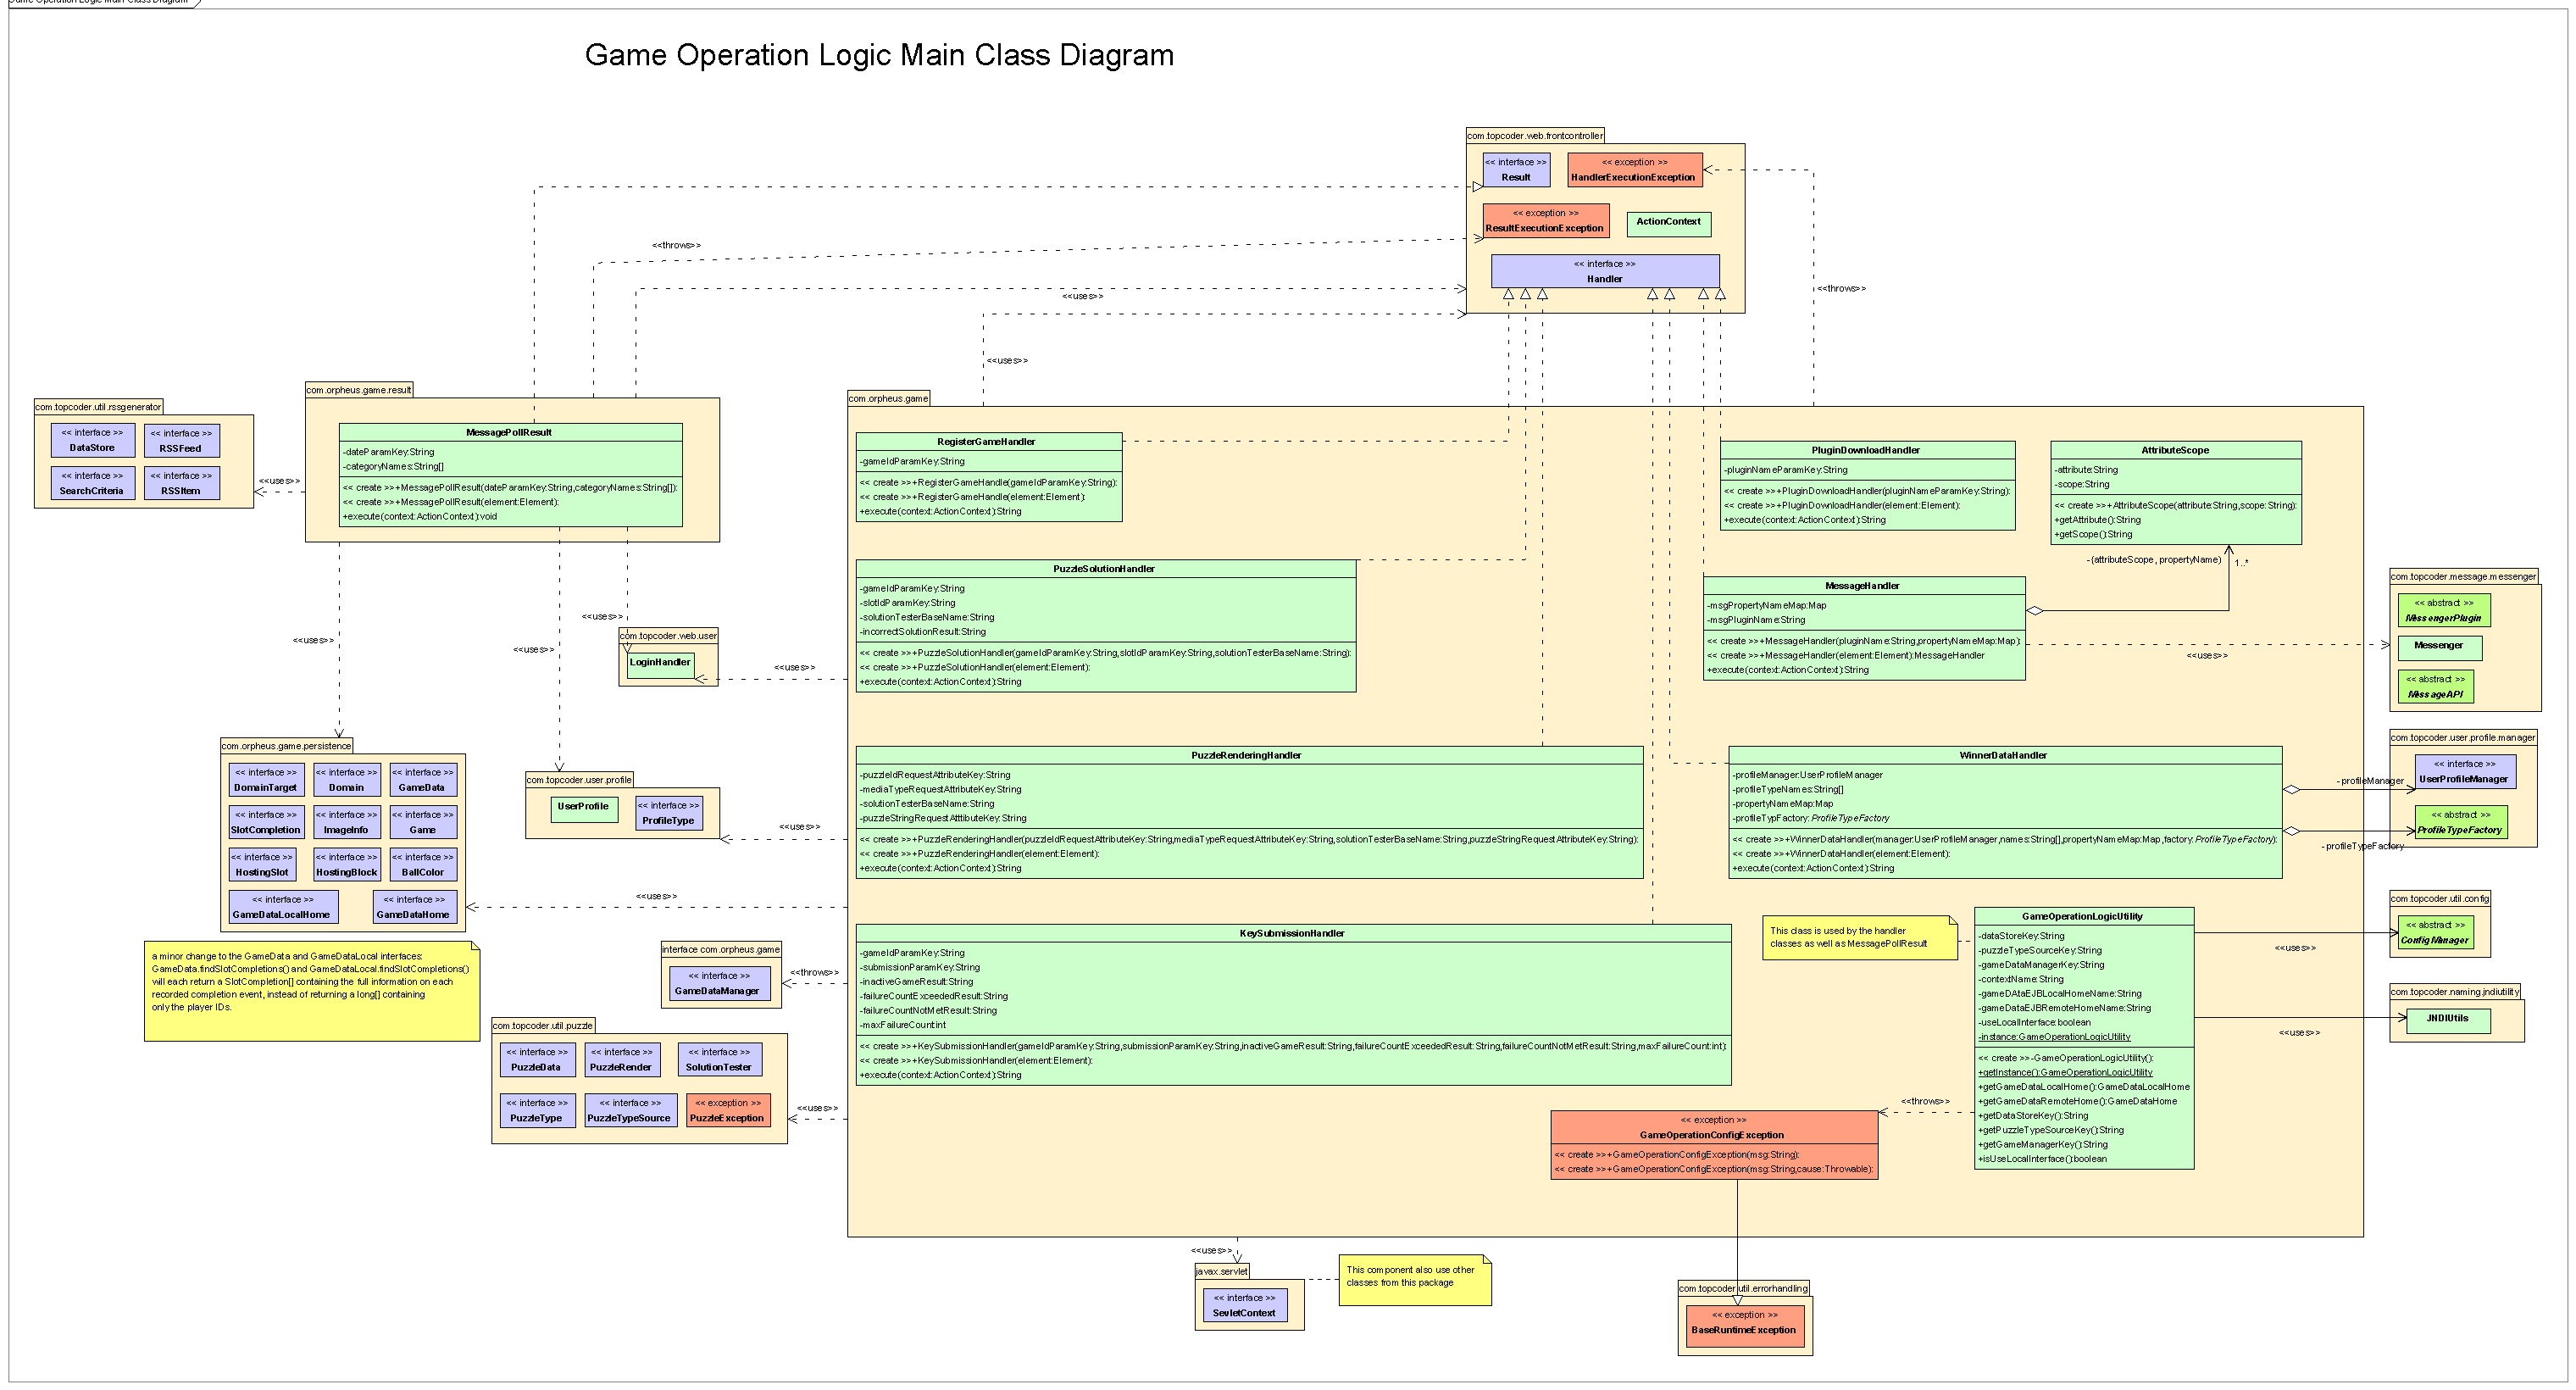 Game Operation Logic Main Class Diagram
Game Operation Logic Main Class Diagram
com.topcoder.web.frontcontroller
<< interface >>
Result
<< exception >>
HandlerExecutionException
<< exception >>
ResultExecutionException
ActionContext
<< interface >>
Handler
<<throws>>
<<uses>>
<<throws>>
<<uses>>
com.topcoder.util.rssgenerator
<< interface >>
DataStore
<< interface >>
RSSFeed
<< interface >>
SearchCriteria
<< interface >>
RSSItem
<<uses>>
com.orpheus.game.result
MessagePollResult
-dateParamKey:String
-categoryNames:String[]
<< create >>+MessagePollResult(dateParamKey:String,categoryNames:String[]):
<< create >>+MessagePollResult(element:Element):
+execute(context:ActionContext):void
<<uses>>
<<uses>>
<<uses>>
com.topcoder.web.user
LoginHandler
<<uses>>
com.orpheus.game
RegisterGameHandler
-gameIdParamKey:String
<< create >>+RegisterGameHandle(gameIdParamKey:String):
<< create >>+RegisterGameHandle(element:Element):
+execute(context:ActionContext):String
PluginDownloadHandler
-pluginNameParamKey:String
<< create >>+PluginDownloadHandler(pluginNameParamKey:String):
<< create >>+PluginDownloadHandler(element:Element):
+execute(context:ActionContext):String
AttributeScope
-attribute:String
-scope:String
<< create >>+AttributeScope(attribute:String,scope:String):
+getAttribute():String
+getScope():String
-(attributeScope, propertyName)
1..*
PuzzleSolutionHandler
-gameIdParamKey:String
-slotIdParamKey:String
-solutionTesterBaseName:String
-incorrectSolutionResult:String
<< create >>+PuzzleSolutionHandler(gameIdParamKey:String,slotIdParamKey:String,solutionTesterBaseName:String):
<< create >>+PuzzleSolutionHandler(element:Element):
+execute(context:ActionContext):String
MessageHandler
-msgPropertyNameMap:Map
-msgPluginName:String
<< create >>+MessageHandler(pluginName:String,propertyNameMap:Map):
<< create >>+MessageHandler(element:Element):MessageHandler
+execute(context:ActionContext):String
<<uses>>
com.topcoder.message.messenger
<< abstract >>
MessengerPlugin
Messenger
<< abstract >>
MessageAPI
com.orpheus.game.persistence
<< interface >>
DomainTarget
<< interface >>
Domain
<< interface >>
GameData
<< interface >>
SlotCompletion
<< interface >>
ImageInfo
<< interface >>
Game
<< interface >>
HostingSlot
<< interface >>
HostingBlock
<< interface >>
BallColor
<< interface >>
GameDataLocalHome
<< interface >>
GameDataHome
com.topcoder.user.profile
UserProfile
<< interface >>
ProfileType
<<uses>>
<<uses>>
PuzzleRenderingHandler
-puzzleIdRequestAttributeKey:String
-mediaTypeRequestAttributeKey:String
-solutionTesterBaseName:String
-puzzleStringRequestAtttibuteKey:String
<< create >>+PuzzleRenderingHandler(puzzleIdRequestAttributeKey:String,mediaTypeRequestAttributeKey:String,solutionTesterBaseName:String,puzzleStringRequestAttributeKey:String):
<< create >>+PuzzleRenderingHandler(element:Element):
+execute(context:ActionContext):String
WinnerDataHandler
-profileManager:UserProfileManager
-profileTypeNames:String[]
-propertyNameMap:Map
-profileTypFactory:ProfileTypeFactory
<< create >>+WinnerDataHandler(manager:UserProfileManager,names:String[],propertyNameMap:Map,factory:ProfileTypeFactory):
<< create >>+WinnerDataHandler(element:Element):
+execute(context:ActionContext):String
com.topcoder.user.profile.manager
<< interface >>
UserProfileManager
-profileManager
<< abstract >>
ProfileTypeFactory
-profileTypeFactory
a minor change to the GameData and GameDataLocal interfaces:
GameData.findSlotCompletions() and GameDataLocal.findSlotCompletions()
will each return a SlotCompletion[] containing the full information on each
recorded completion event, instead of returning a long[] containing
only the player IDs.
interface com.orpheus.game
<< interface >>
GameDataManager
<<throws>>
com.topcoder.util.puzzle
<< interface >>
PuzzleData
<< interface >>
PuzzleRender
<< interface >>
SolutionTester
<< interface >>
PuzzleType
<< interface >>
PuzzleTypeSource
<< exception >>
PuzzleException
<<uses>>
KeySubmissionHandler
-gameIdParamKey:String
-submissionParamKey:String
-inactiveGameResult:String
-failureCountExceededResult:String
-failureCountNotMetResult:String
-maxFailureCount:int
<< create >>+KeySubmissionHandler(gameIdParamKey:String,submissionParamKey:String,inactiveGameResult:String,failureCountExceededResult:String,failureCountNotMetResult:String,maxFailureCount:int):
<< create >>+KeySubmissionHandler(element:Element):
+execute(context:ActionContext):String
This class is used by the handler
classes as well as MessagePollResult
GameOperationLogicUtility
-dataStoreKey:String
-puzzleTypeSourceKey:String
-gameDataManagerKey:String
-contextName:String
-gameDAtaEJBLocalHomeName:String
-gameDataEJBRemoteHomeName:String
-useLocalInterface:boolean
-instance:GameOperationLogicUtility
<< create >>-GameOperationLogicUtility():
+getInstance():GameOperationLogicUtility
+getGameDataLocalHome():GameDataLocalHome
+getGameDataRemoteHome():GameDataHome
+getDataStoreKey():String
+getPuzzleTypeSourceKey():String
+getGameManagerKey():String
+isUseLocalInterface():boolean
com.topcoder.util.config
<< abstract >>
ConfigManager
<<uses>>
com.topcoder.naming.jndiutility
JNDIUtils
<<uses>>
<<throws>>
<< exception >>
GameOperationConfigException
<< create >>+GameOperationConfigException(msg:String):
<< create >>+GameOperationConfigException(msg:String,cause:Throwable):
<<uses>>
javax.servlet
<< interface >>
SevletContext
This component also use other
classes from this package
com.topcoder.util.errorhandling
<< exception >>
BaseRuntimeException